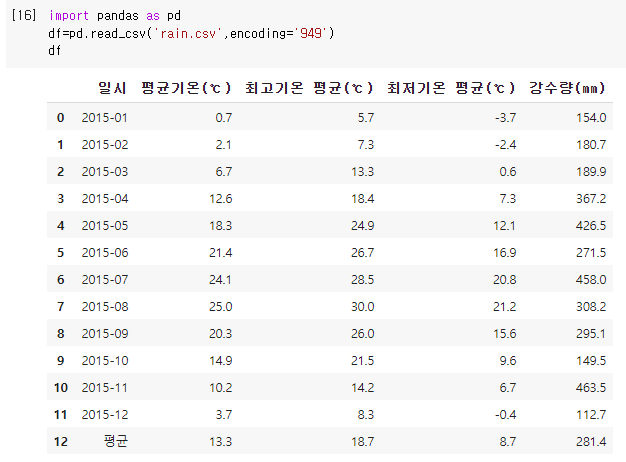 [16] import pandas as pd
df=pd.read_csv('rain.csv',encoding='949')
df
일시 평균기온(℃) 최고기온 평균(℃) 최저기온 평균(℃) 강수량(㎜)
0 2015-01 0.7 5.7 -3.7 154.0
1 2015-02 2.1 7.3 -2.4 180.7
2 2015-03 6.7 13.3 0.6 189.9
3 2015-04 12.6 18.4 7.3 367.2
4 2015-05 18.3 24.9 12.1 426.5
5 2015-06 21.4 26.7 16.9 271.5
6 2015-07 24.1 28.5 20.8 458.0
7 2015-08 25.0 30.0 21.2 308.2
8 2015-09 20.3 26.0 15.6 295.1
9 2015-10 14.9 21.5 9.6 149.5
10 2015-11 10.2 14.2 6.7 463.5
11 2015-12 3.7 8.3 -0.4 112.7
12 평균 13.3 18.7 8.7 281.4